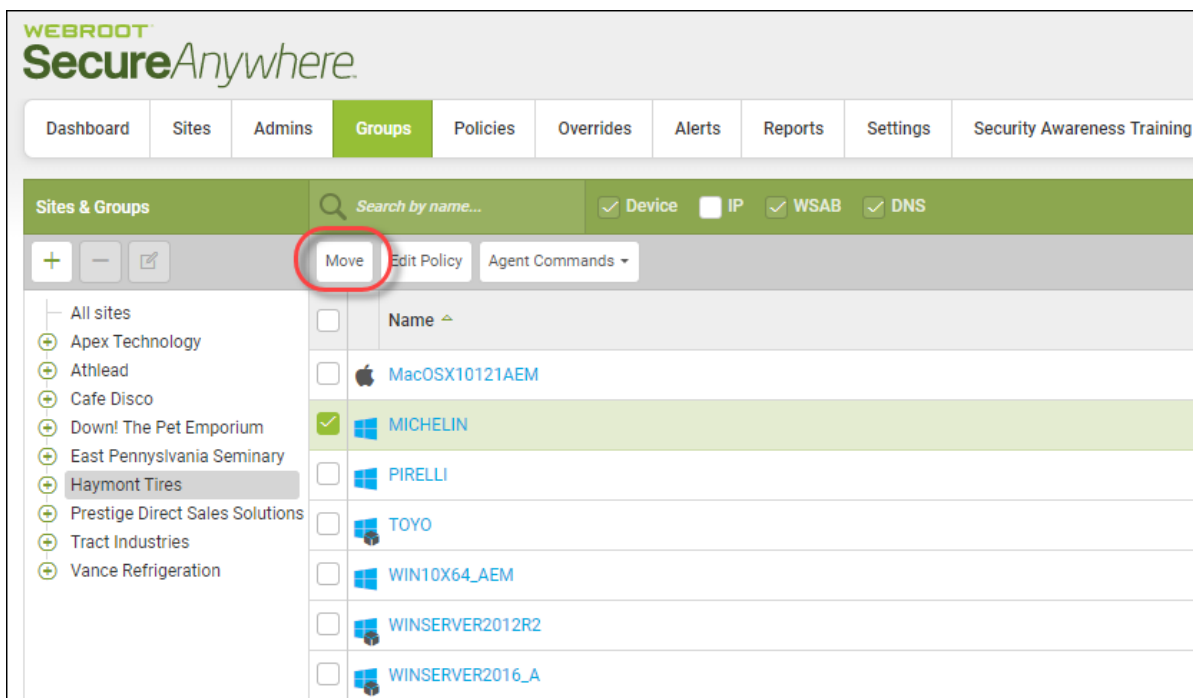 WEBROOT
SecureAnywhere.
Dashboard Sites Admins Groups Policies Overrides Alerts Reports Settings Security Awareness Training
Sites & Groups Search by name... Device IP WSAB DNS
Move Edit Policy Agent Commands
All sites
Apex Technology
Athlead
Cafe Disco
Down! The Pet Emporium
East Pennyslvania Seminary
Haymont Tires
Prestige Direct Sales Solutions
Tract Industries
Vance Refrigeration
Name
MacOSX10121AEM
MICHELIN
PIRELLI
TOYO
WIN10X64_AEM
WINSERVER2012R2
WINSERVER2016_A